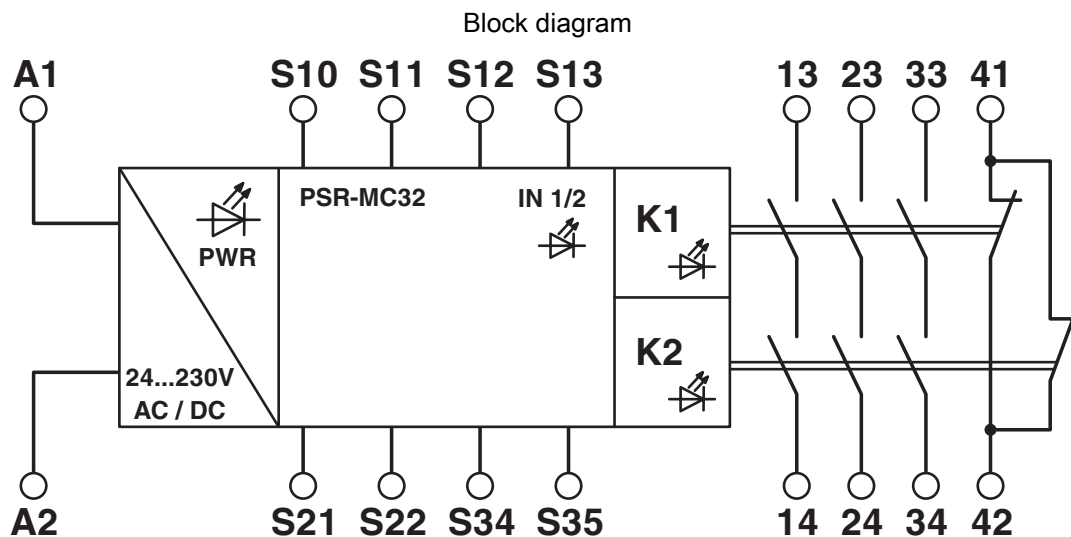 Block diagram
A1 S10 S11 S12 S13 13 23 33 41
PSR-MC32 IN 1/2
K1
PWR
K2
24...230V
AC / DC
A2 S21 S22 S34 S35 14 24 34 42